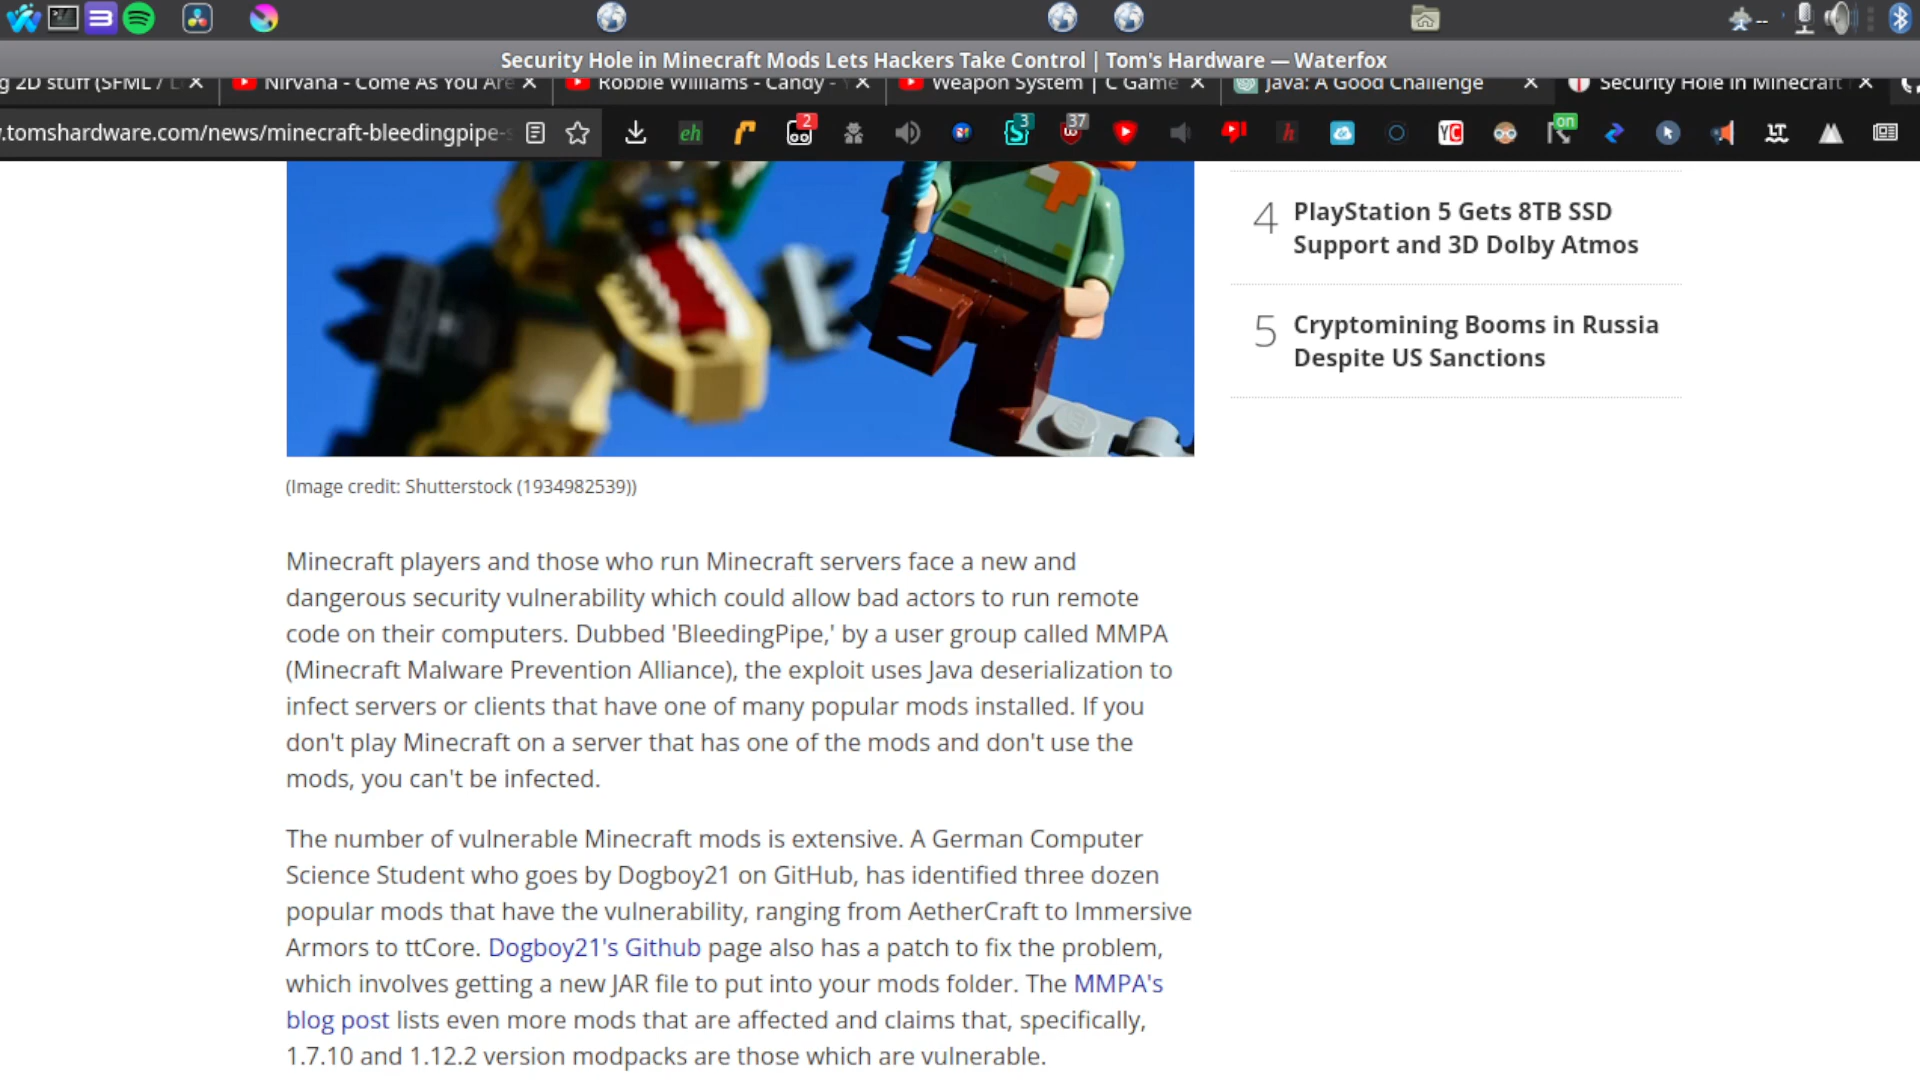 Security Hole in Minecraft Mods Lets Hackers Take Control | Tom's Hardware — Waterfox
g 2D stuff (SFML /
Nirvana - Come As You Are
Robbie Williams - Candy -
Weapon System | C Game
Java: A Good Challenge
Security Hole in Minecraft
.tomshardware.com/news/minecraft-bleedingpipe-
eh
2
3
37
h
YC
on
LT
4
PlayStation 5 Gets 8TB SSD
Support and 3D Dolby Atmos
5
Cryptomining Booms in Russia
Despite US Sanctions
(Image credit: Shutterstock (1934982539))
Minecraft players and those who run Minecraft servers face a new and
dangerous security vulnerability which could allow bad actors to run remote
code on their computers. Dubbed 'BleedingPipe,' by a user group called MMPA
(Minecraft Malware Prevention Alliance), the exploit uses Java deserialization to
infect servers or clients that have one of many popular mods installed. If you
don't play Minecraft on a server that has one of the mods and don't use the
mods, you can't be infected.
The number of vulnerable Minecraft mods is extensive. A German Computer
Science Student who goes by Dogboy21 on GitHub, has identified three dozen
popular mods that have the vulnerability, ranging from AetherCraft to Immersive
Armors to ttCore. Dogboy21's Github page also has a patch to fix the problem,
which involves getting a new JAR file to put into your mods folder. The MMPA's
blog post lists even more mods that are affected and claims that, specifically,
1.7.10 and 1.12.2 version modpacks are those which are vulnerable.